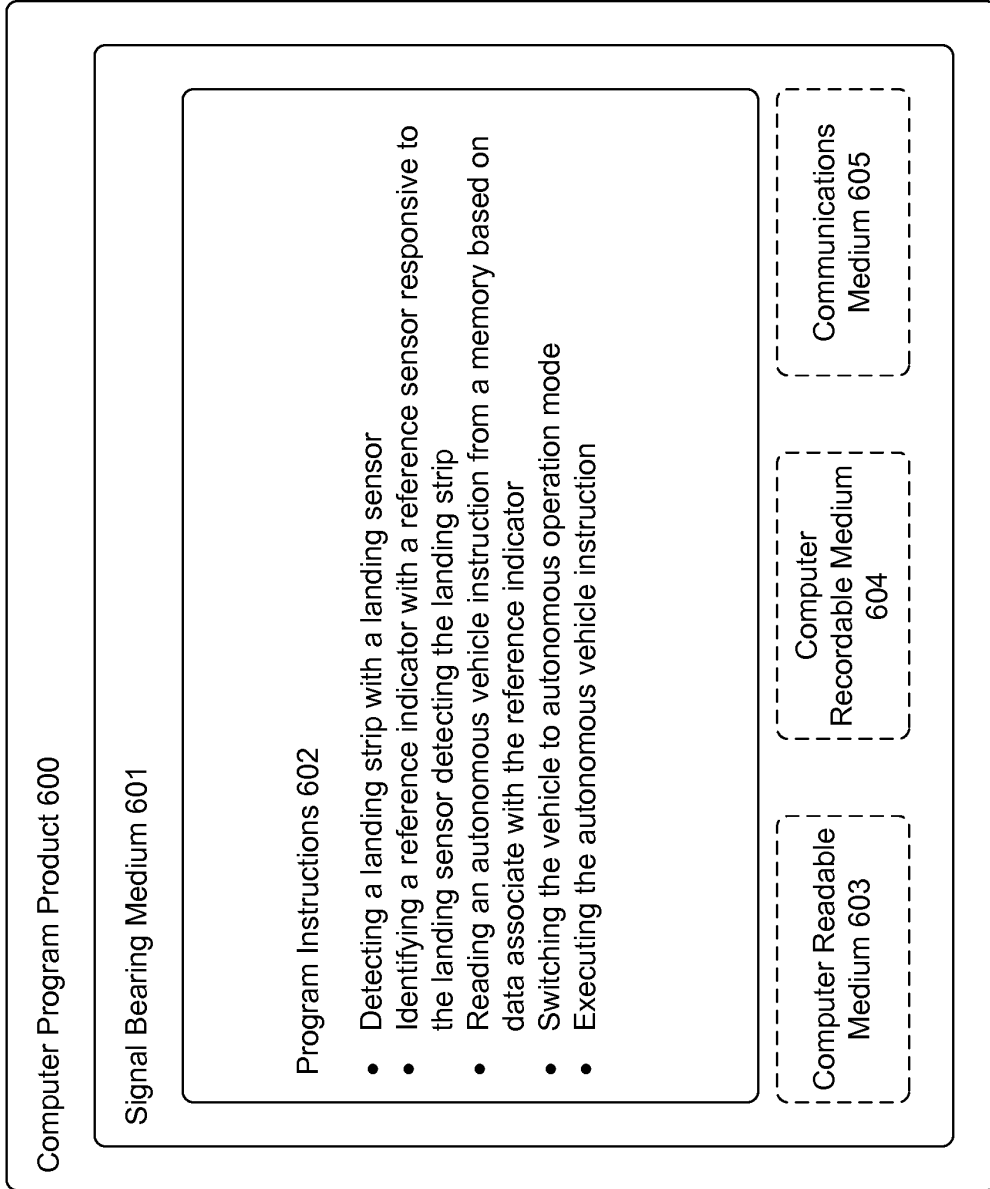 Computer Program Product 600
Signal Bearing Medium 601
Program Instructions 602
• Detecting a landing strip with a landing sensor
• Identifying a reference indicator with a reference sensor responsive to
the landing sensor detecting the landing strip
• Reading an autonomous vehicle instruction from a memory based on
data associate with the reference indicator
• Switching the vehicle to autonomous operation mode
• Executing the autonomous vehicle instruction
Computer Readable
Medium 603
Computer
Recordable Medium
604
Communications
Medium 605